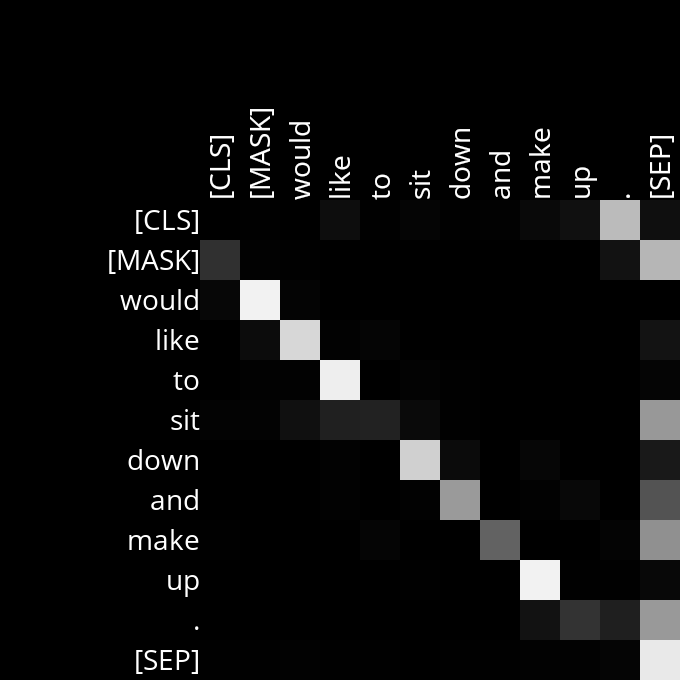 [CLS] [MASK] would like to sit down and make up . [SEP]
[CLS]
[MASK]
would
like
to
sit
down
and
make
up
.
[SEP]